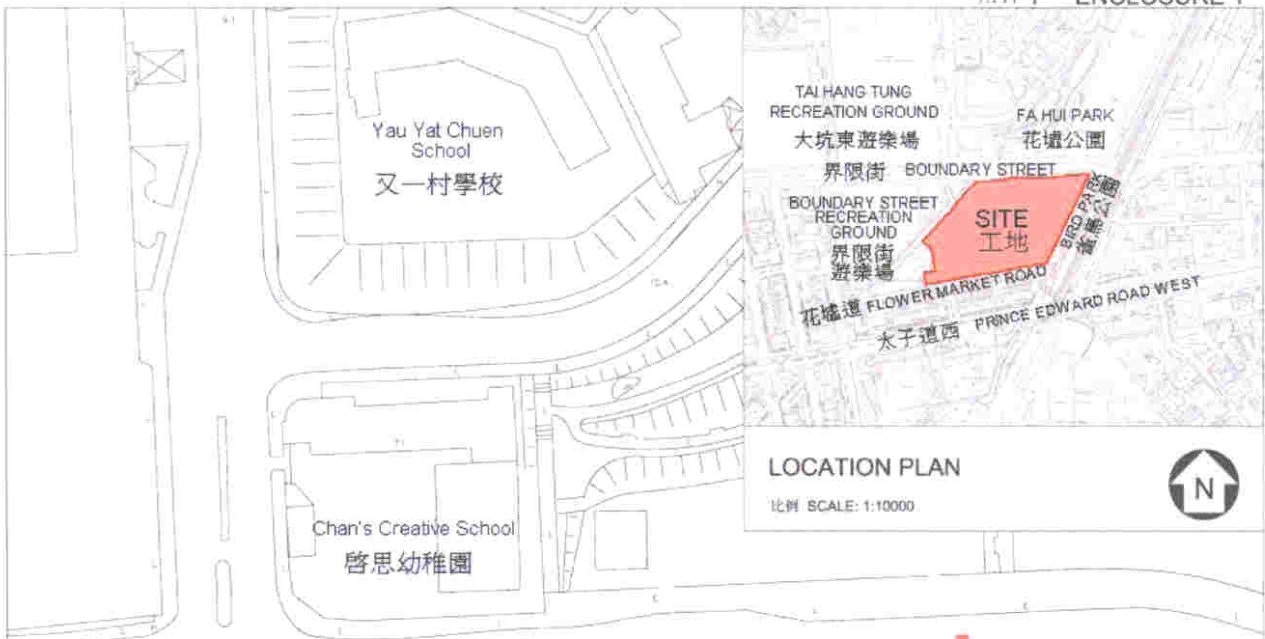 ENCLOSURE 1
Yau Yat Chuen
School
又一村學校
Chan's Creative School
啓思幼稚園
TAI HANG TUNG
RECREATION GROUND
大坑東遊樂場
FA HUI PARK
花墟公園
界限街 BOUNDARY STREET
BOUNDARY STREET
RECREATION
GROUND
界限街
遊樂場
SITE
工地
BIRD PARK
雀鳥公園
花墟道 FLOWER MARKET ROAD
太子道西 PRINCE EDWARD ROAD WEST
LOCATION PLAN
比例 SCALE: 1:10000
N